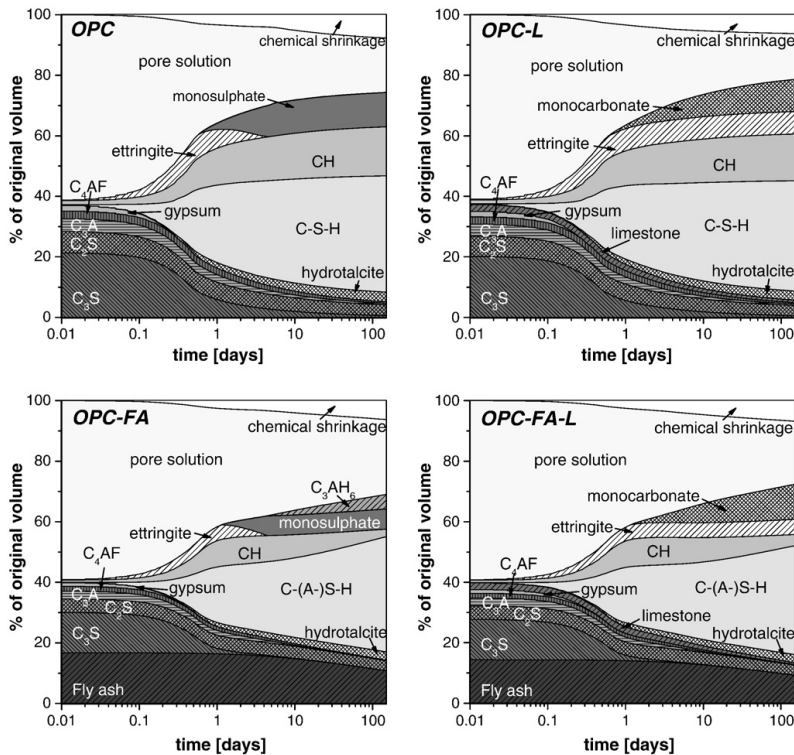 OPC
chemical shrinkage
pore solution
monosulphate
ettringite
CH
C₄AF
gypsum
C₃A
C₂S
C-S-H
hydrotalcite
C₃S
% of original volume
100
80
60
40
20
0
0.01 0.1 1 10 100
time [days]
OPC-L
chemical shrinkage
pore solution
monocarbonate
ettringite
CH
C₄AF
gypsum
C₃A
C₂S
limestone
C-S-H
hydrotalcite
C₃S
% of original volume
100
80
60
40
20
0
0.01 0.1 1 10 100
time [days]
OPC-FA
chemical shrinkage
pore solution
C₃AH₆
ettringite
monosulphate
CH
C₄AF
gypsum
C₃A
C₂S
C-(A-)S-H
C₃S
hydrotalcite
Fly ash
% of original volume
100
80
60
40
20
0
0.01 0.1 1 10 100
time [days]
OPC-FA-L
chemical shrinkage
pore solution
monocarbonate
ettringite
CH
C₄AF
gypsum
C₃A
C₂S
C-(A-)S-H
limestone
C₃S
hydrotalcite
Fly ash
% of original volume
100
80
60
40
20
0
0.01 0.1 1 10 100
time [days]